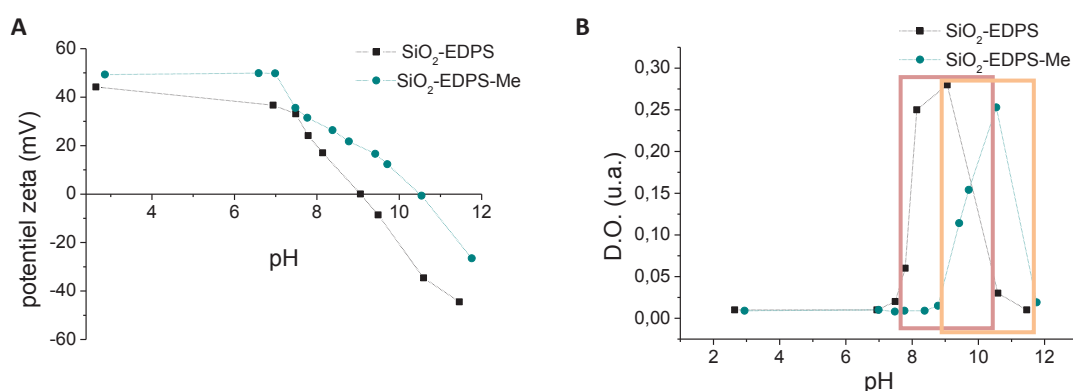 A
SiO2-EDPS
SiO2-EDPS-Me
60
40
20
0
-20
-40
-60
4
6
8
10
12
pH
potentiel zeta (mV)
B
SiO2-EDPS
SiO2-EDPS-Me
0,30
0,25
0,20
0,15
0,10
0,05
0,00
D.O. (u.a.)
2
4
6
8
10
12
pH